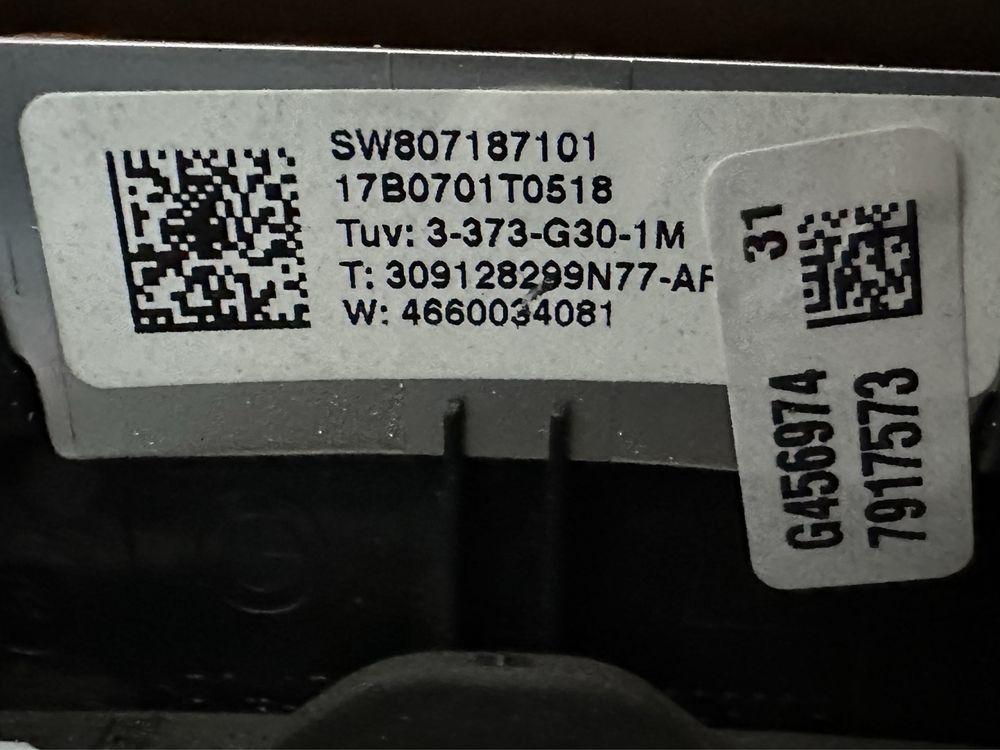 SW807187101
17B0701T0518
Tuv: 3-373-G30-1M
T: 309128299N77-AF
W: 4660034081
31
G456974
7917573